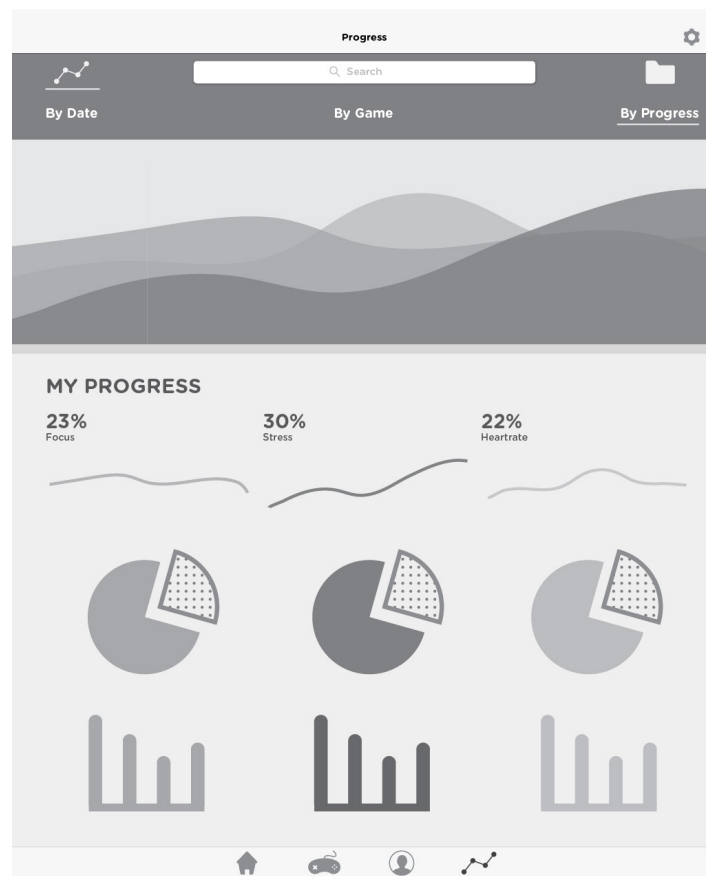 Progress
Search
By Date By Game By Progress
MY PROGRESS
23% 30% 22%
Focus Stress Heartrate